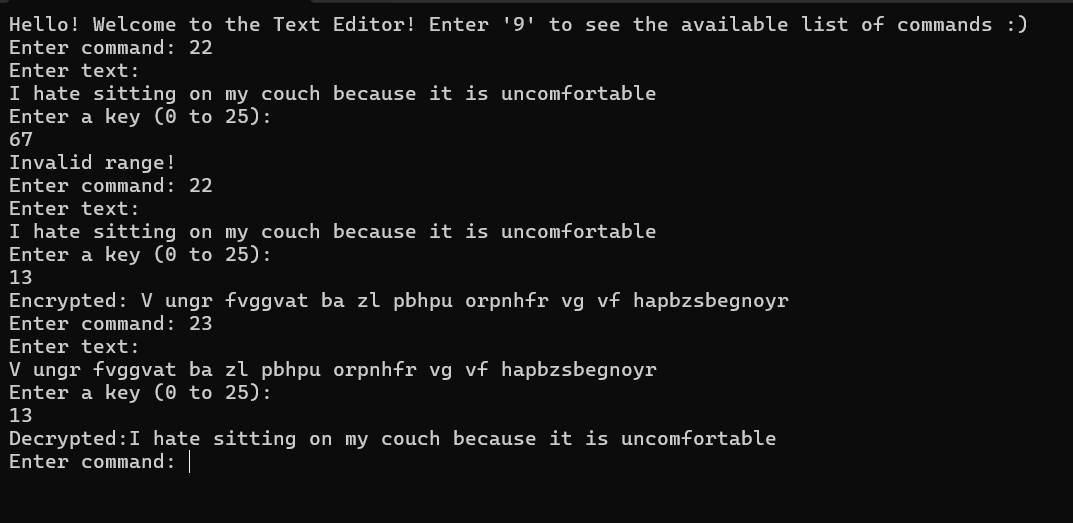 Hello! Welcome to the Text Editor! Enter '9' to see the available list of commands :)
Enter command: 22
Enter text:
I hate sitting on my couch because it is uncomfortable
Enter a key (0 to 25):
67
Invalid range!
Enter command: 22
Enter text:
I hate sitting on my couch because it is uncomfortable
Enter a key (0 to 25):
13
Encrypted: V ungr fvggvat ba zl pbhpu orpnhfr vg vf hapbzsbegnoyr
Enter command: 23
Enter text:
V ungr fvggvat ba zl pbhpu orpnhfr vg vf hapbzsbegnoyr
Enter a key (0 to 25):
13
Decrypted:I hate sitting on my couch because it is uncomfortable
Enter command: